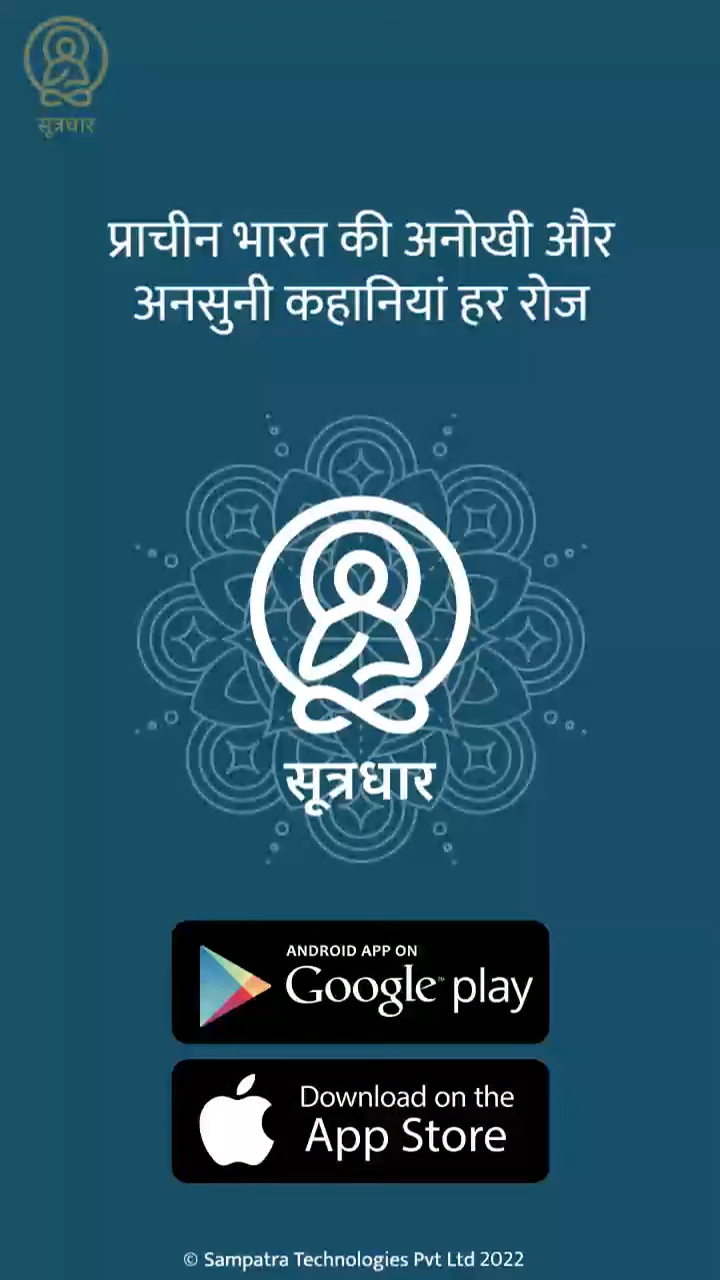 सूत्रधार
प्राचीन भारत की अनोखी और
अनसुनी कहानियां हर रोज
सूत्रधार
ANDROID APP ON
Google™ play
Download on the
App Store
© Sampatra Technologies Pvt Ltd 2022